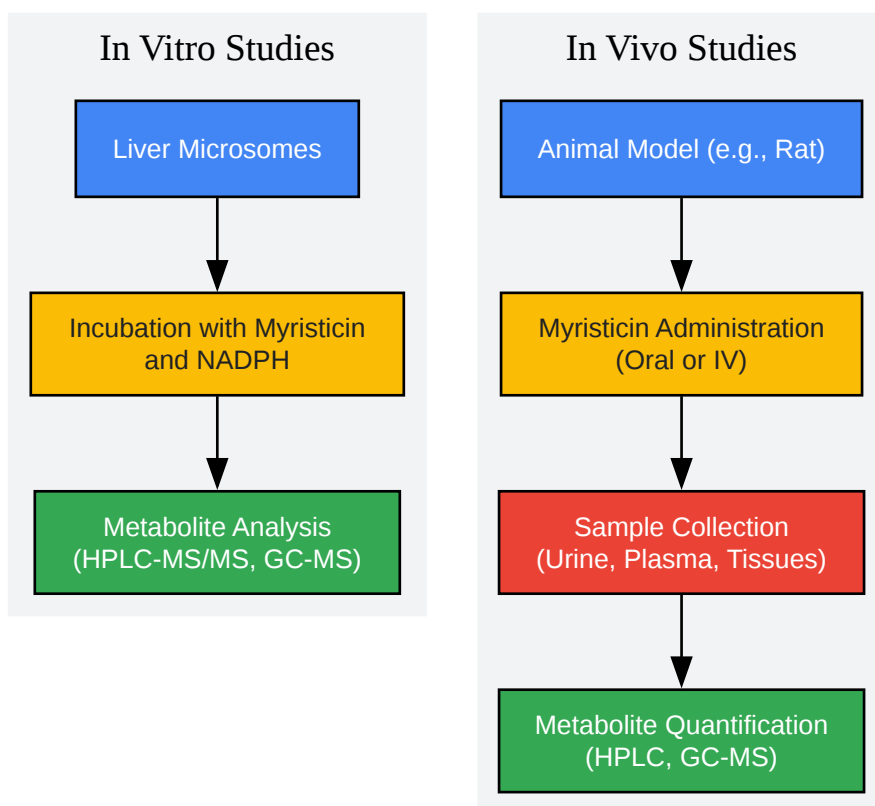 In Vitro Studies
Liver Microsomes
Incubation with Myristicin
and NADPH
Metabolite Analysis
(HPLC-MS/MS, GC-MS)
In Vivo Studies
Animal Model (e.g., Rat)
Myristicin Administration
(Oral or IV)
Sample Collection
(Urine, Plasma, Tissues)
Metabolite Quantification
(HPLC, GC-MS)